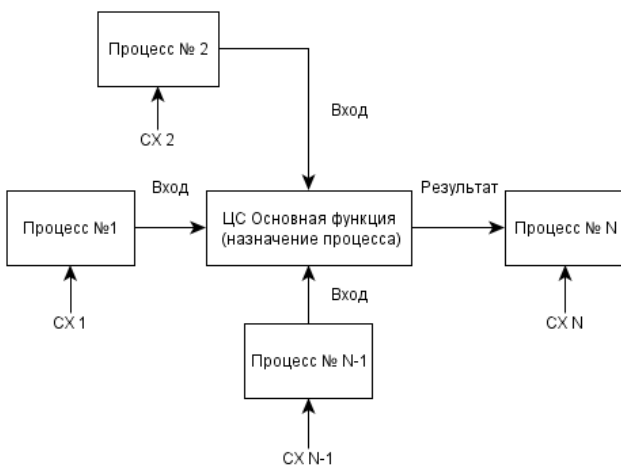 Процесс № 2
СХ 2
Вход
Вход
Результат
Процесс №1
ЦС Основная функция
(назначение процесса)
Процесс № N
Вход
СХ 1
СХ N
Процесс № N-1
СХ N-1